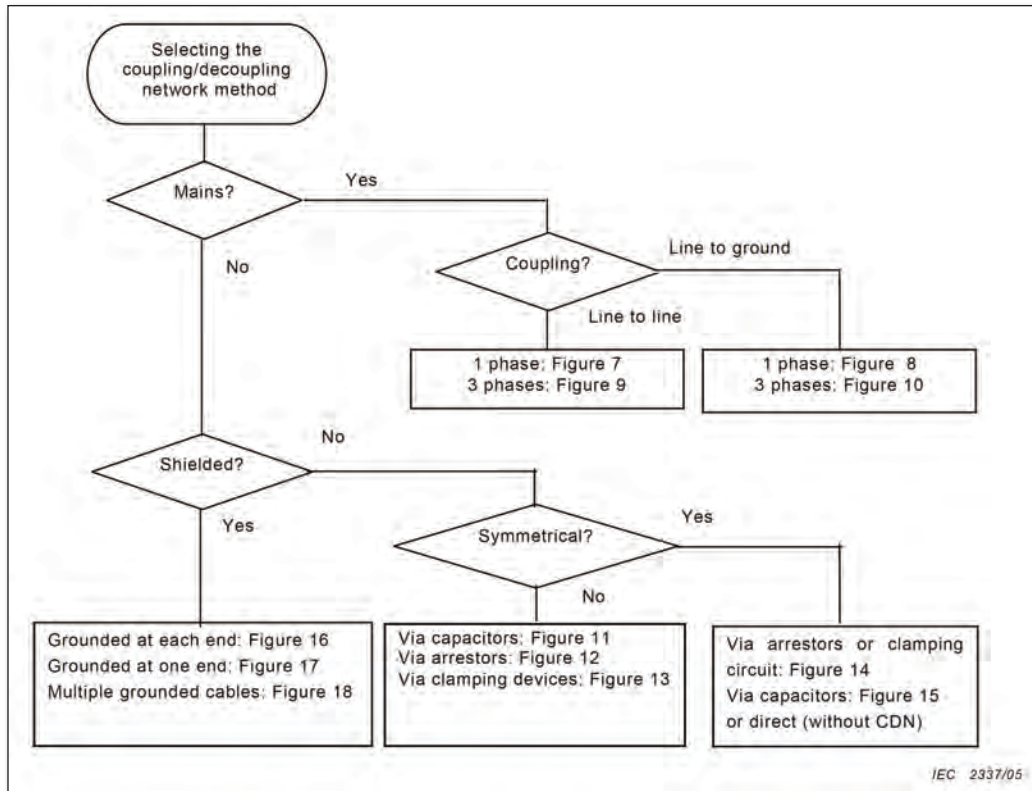 Selecting the
coupling/decoupling
network method
Mains?
Yes
No
Coupling?
Line to ground
Line to line
1 phase: Figure 7
3 phases: Figure 9
1 phase: Figure 8
3 phases: Figure 10
Shielded?
No
Yes
Symmetrical?
Yes
No
Grounded at each end: Figure 16
Grounded at one end: Figure 17
Multiple grounded cables: Figure 18
Via capacitors: Figure 11
Via arrestors: Figure 12
Via clamping devices: Figure 13
Via arrestors or clamping
circuit: Figure 14
Via capacitors: Figure 15
or direct (without CDN)
IEC 2337/05